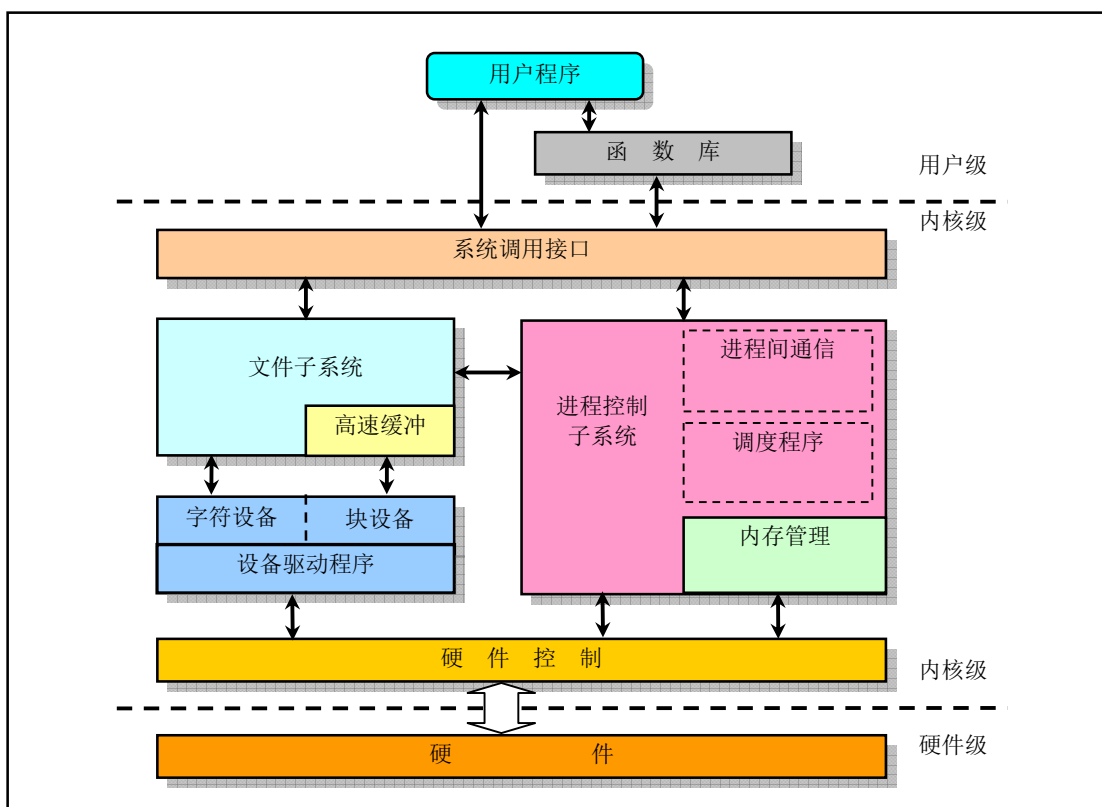 用户程序
函 数 库
用户级
内核级
系统调用接口
文件子系统
高速缓冲
进程控制
子系统
进程间通信
调度程序
内存管理
字符设备
块设备
设备驱动程序
硬 件 控 制
内核级
硬 件
硬件级